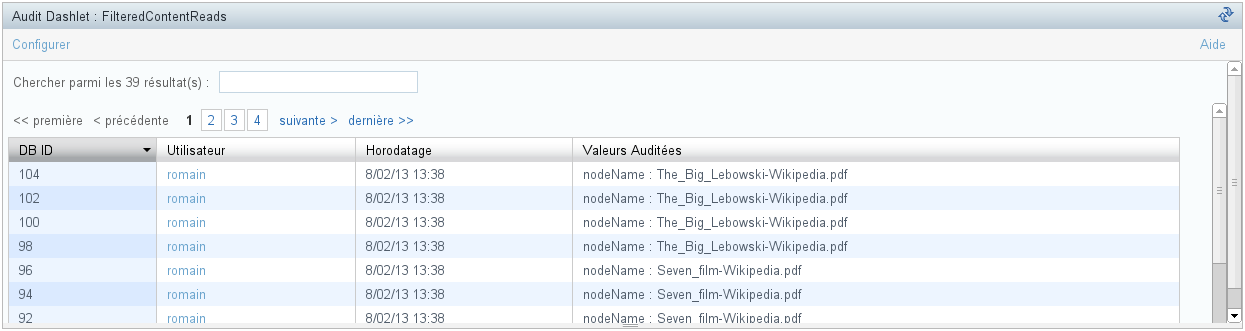 Audit Dashlet : FilteredContentReads
Configurer Aide
Chercher parmi les 39 résultat(s) :
<< première < précédente 1 2 3 4 suivante > dernière >>
DB ID Utilisateur Horodatage Valeurs Auditées
104 romain 8/02/13 13:38 nodeName : The_Big_Lebowski-Wikipedia.pdf
102 romain 8/02/13 13:38 nodeName : The_Big_Lebowski-Wikipedia.pdf
100 romain 8/02/13 13:38 nodeName : The_Big_Lebowski-Wikipedia.pdf
98 romain 8/02/13 13:38 nodeName : The_Big_Lebowski-Wikipedia.pdf
96 romain 8/02/13 13:38 nodeName : Seven_film-Wikipedia.pdf
94 romain 8/02/13 13:38 nodeName : Seven_film-Wikipedia.pdf
92 romain 8/02/13 13:38 nodeName : Seven_film-Wikipedia.pdf